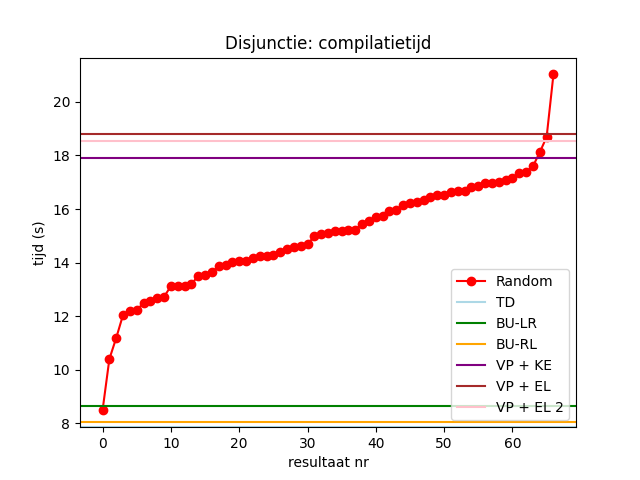 Disjunctie: compilatietijd
tijd (s)
20
18
16
14
12
10
8
0
10
20
30
40
50
60
resultaat nr
Random
TD
BU-LR
BU-RL
VP + KE
VP + EL
VP + EL 2